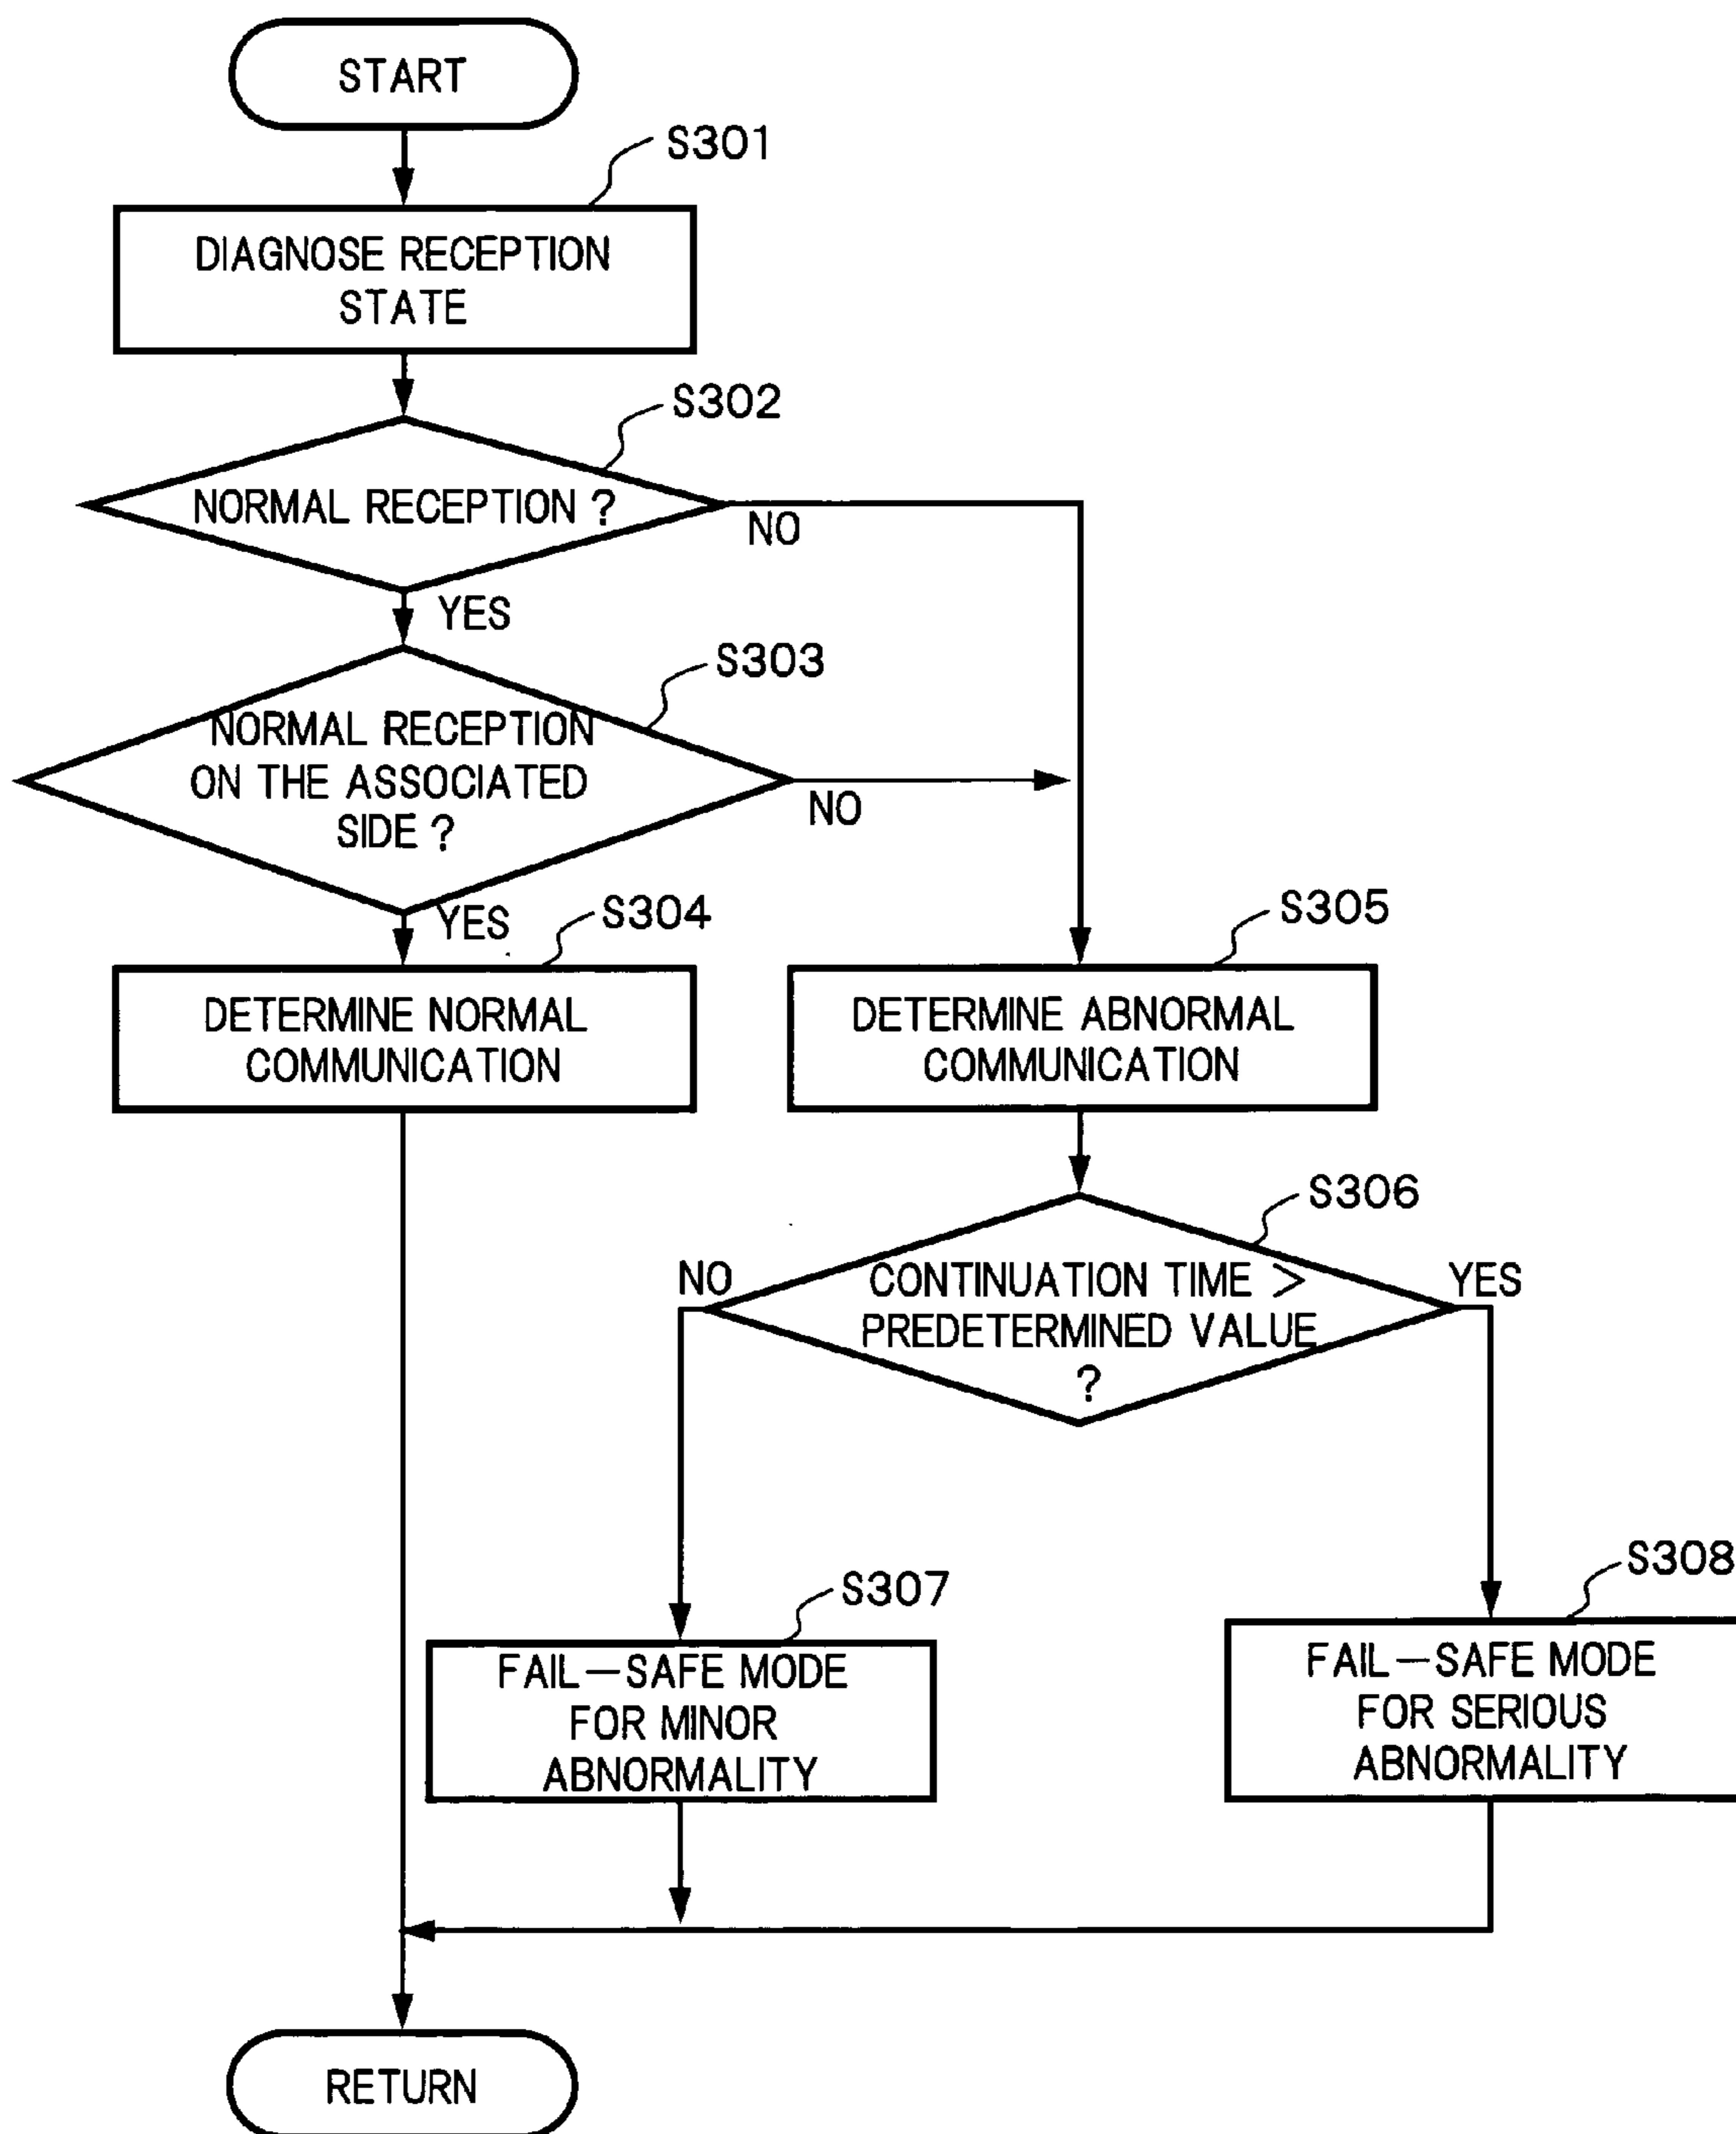 START
S301
DIAGNOSE RECEPTION
STATE
S302
NORMAL RECEPTION ?
NO
YES
S303
NORMAL RECEPTION
ON THE ASSOCIATED
SIDE ?
NO
YES
S304
DETERMINE NORMAL
COMMUNICATION
S305
DETERMINE ABNORMAL
COMMUNICATION
S306
NO
CONTINUATION TIME >
PREDETERMINED VALUE
?
YES
S307
FAIL-SAFE MODE
FOR MINOR
ABNORMALITY
S308
FAIL-SAFE MODE
FOR SERIOUS
ABNORMALITY
RETURN